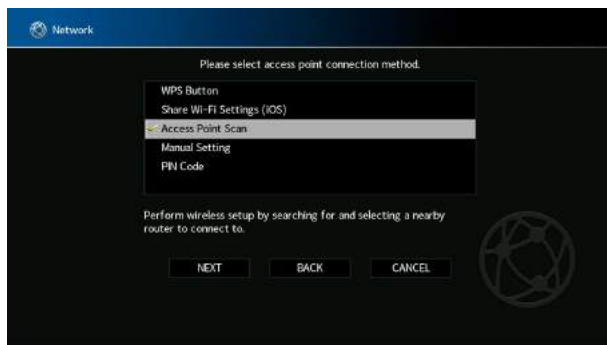 Network
Please select access point connection method.
WPS Button
Share Wi-Fi Settings (iOS)
Access Point Scan
Manual Setting
PIN Code
Perform wireless setup by searching for and selecting a nearby
router to connect to.
NEXT BACK CANCEL